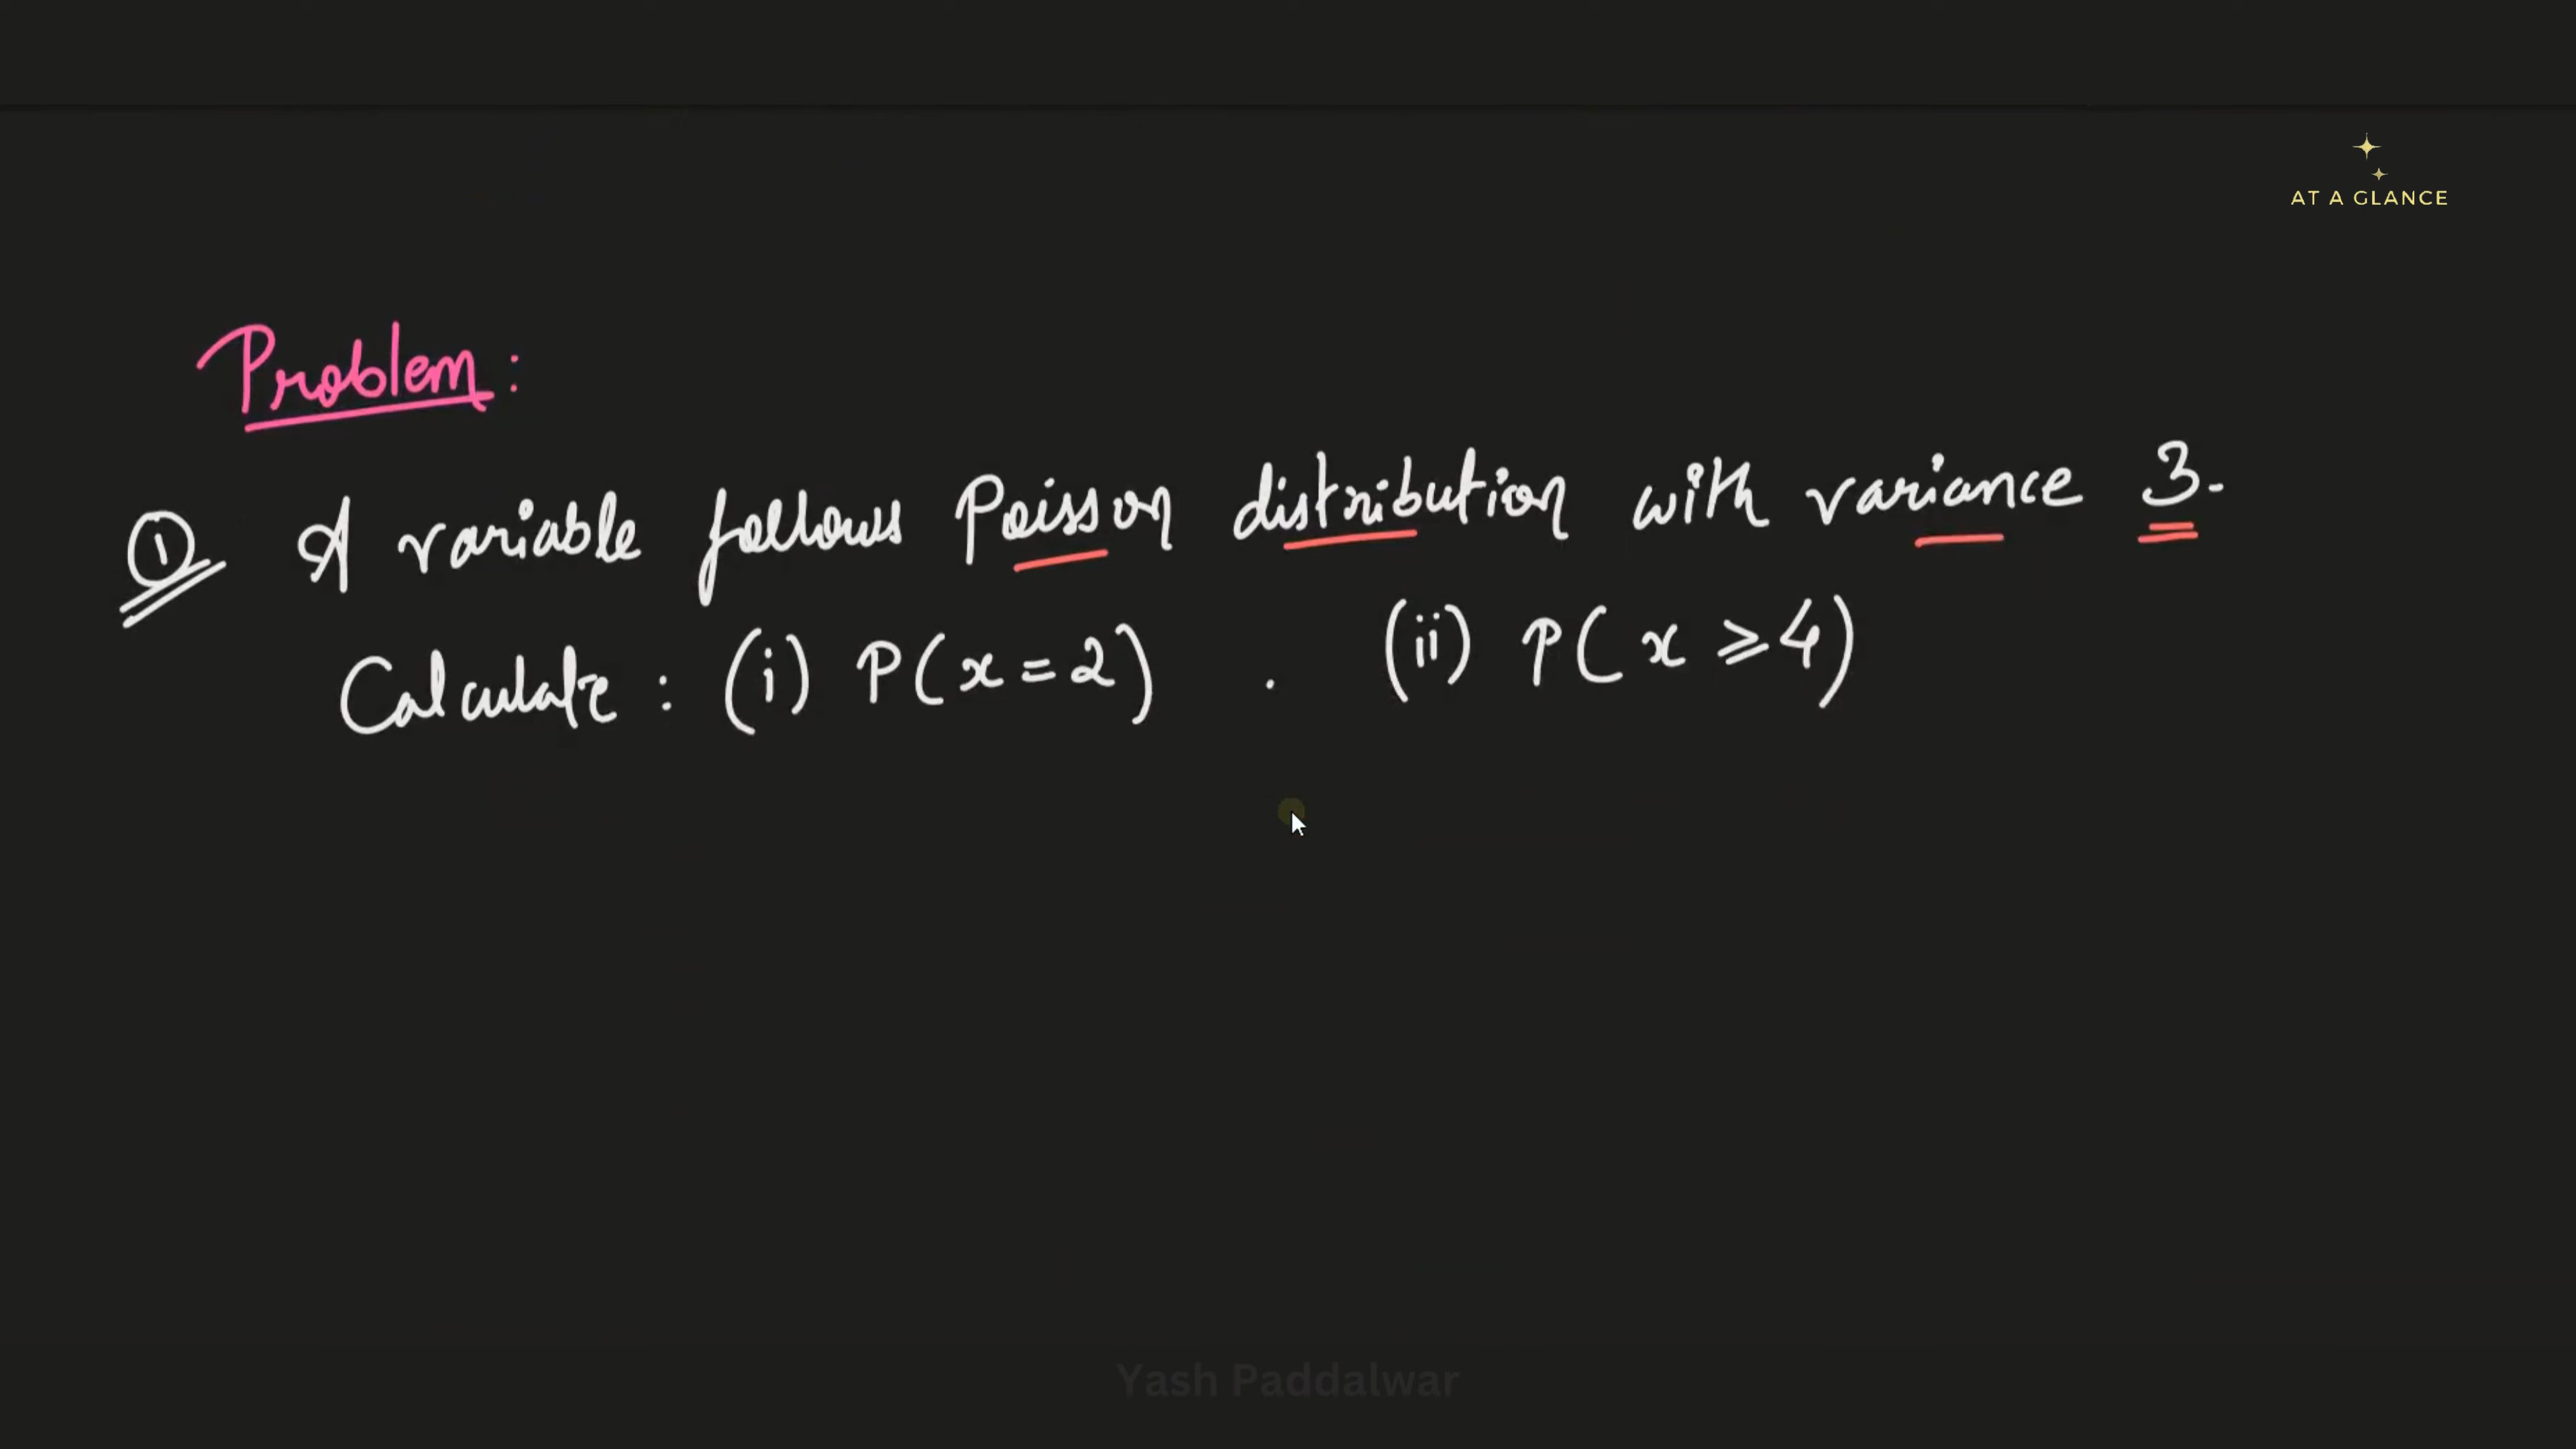 AT A GLANCE
Problem:
① A variable follows Poisson distribution with variance 3.
Calculate : (i) P(x=2) . (ii) P(x ⩾ 4)
Yash Paddalwar